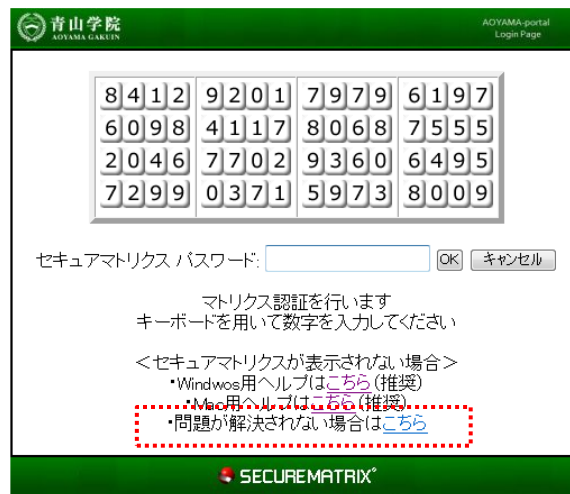 青山学院
AOYAMA GAKUIN
AOYAMA-portal
Login Page
8412 9201 7979 6197
6098 4117 8068 7555
2046 7702 9360 6495
7299 0371 5973 8009
セキュアマトリクス パスワード: OK キャンセル
マトリクス認証を行います
キーボードを用いて数字を入力してください
<セキュアマトリクスが表示されない場合>
・Windwos用ヘルプはこちら(推奨)
・Mac用ヘルプはこちら(推奨)
・問題が解決されない場合はこちら
SECUREMATRIX®